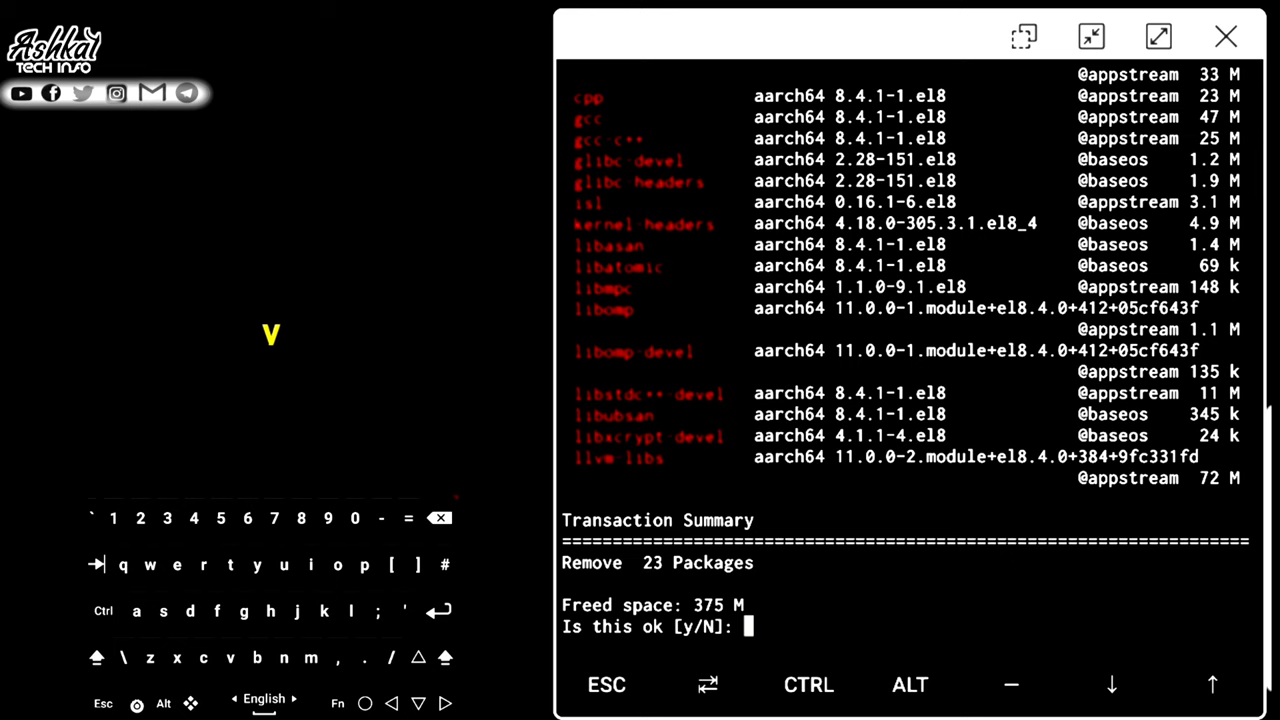 Ashkal
TECH INFO
@appstream 33 M
cpp aarch64 8.4.1-1.el8 @appstream 23 M
gcc aarch64 8.4.1-1.el8 @appstream 47 M
gcc-c++ aarch64 8.4.1-1.el8 @appstream 25 M
glibc-devel aarch64 2.28-151.el8 @baseos 1.2 M
glibc-headers aarch64 2.28-151.el8 @baseos 1.9 M
isl aarch64 0.16.1-6.el8 @appstream 3.1 M
kernel-headers aarch64 4.18.0-305.3.1.el8_4 @baseos 4.9 M
libasan aarch64 8.4.1-1.el8 @baseos 1.4 M
libatomic aarch64 8.4.1-1.el8 @baseos 69 k
libmpc aarch64 1.1.0-9.1.el8 @appstream 148 k
libomp aarch64 11.0.0-1.module+el8.4.0+412+05cf643f
@appstream 1.1 M
libomp-devel aarch64 11.0.0-1.module+el8.4.0+412+05cf643f
@appstream 135 k
libstdc++-devel aarch64 8.4.1-1.el8 @appstream 11 M
libubsan aarch64 8.4.1-1.el8 @baseos 345 k
libxcrypt-devel aarch64 4.1.1-4.el8 @baseos 24 k
llvm-libs aarch64 11.0.0-2.module+el8.4.0+384+9fc331fd
@appstream 72 M
Transaction Summary
================================================================================
Remove 23 Packages
Freed space: 375 M
Is this ok [y/N]:
ESC ⇄ CTRL ALT — ↓ ↑
v
` 1 2 3 4 5 6 7 8 9 0 - =
q w e r t y u i o p [ ] #
Ctrl a s d f g h j k l ; '
\ z x c v b n m , . /
Esc Alt English Fn